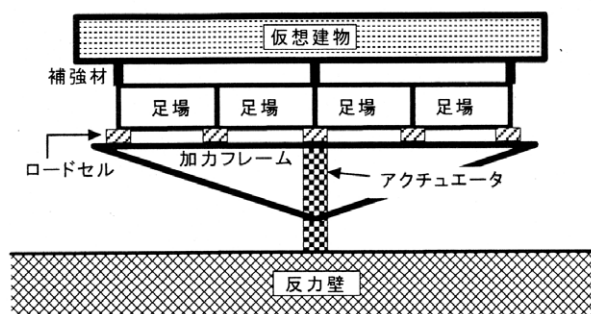 仮想建物
補強材
足場 足場 足場 足場
ロードセル
加力フレーム
アクチュエータ
反力壁